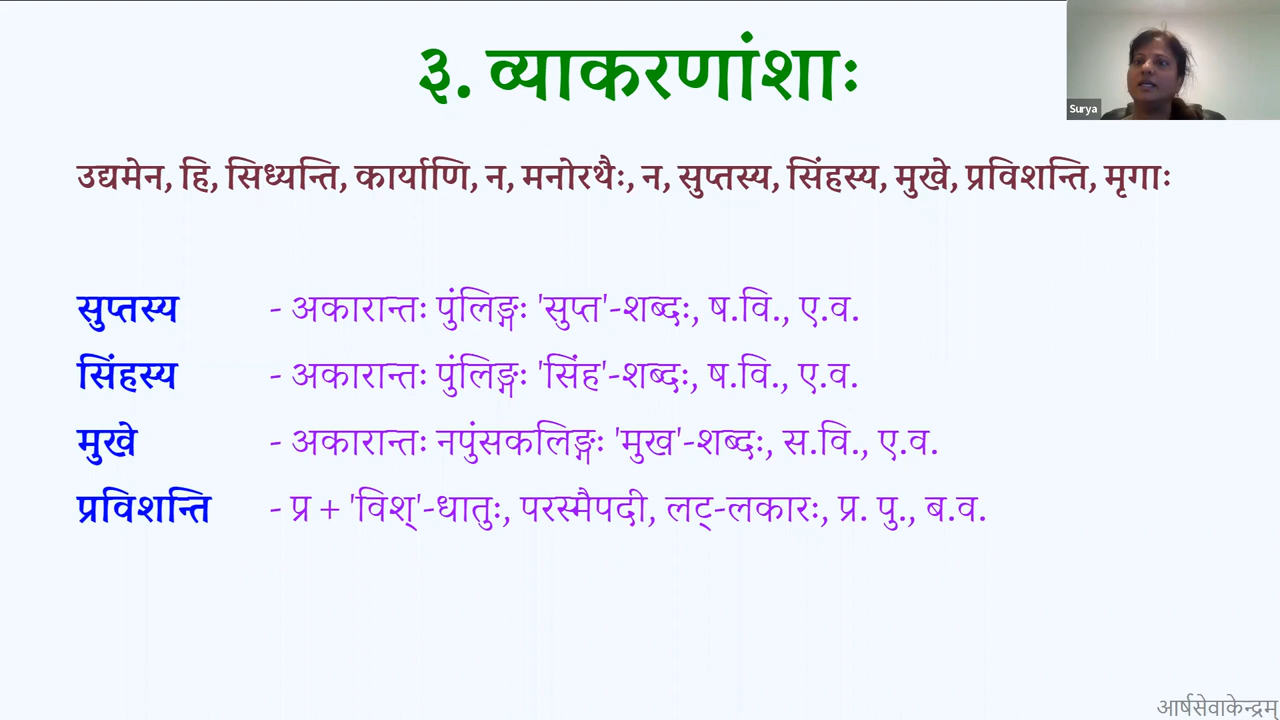 ३. व्याकरणांशाः
Surya
उद्यमेन, हि, सिध्यन्ति, कार्याणि, न, मनोरथैः, न, सुप्तस्य, सिंहस्य, मुखे, प्रविशन्ति, मृगाः
सुप्तस्य - अकारान्तः पुंलिङ्गः 'सुप्त'-शब्दः, ष.वि., ए.व.
सिंहस्य - अकारान्तः पुंलिङ्गः 'सिंह'-शब्दः, ष.वि., ए.व.
मुखे - अकारान्तः नपुंसकलिङ्गः 'मुख'-शब्दः, स.वि., ए.व.
प्रविशन्ति - प्र + 'विश्'-धातुः, परस्मैपदी, लट्-लकारः, प्र. पु., ब.व.
आर्षसेवाकेन्द्रम्